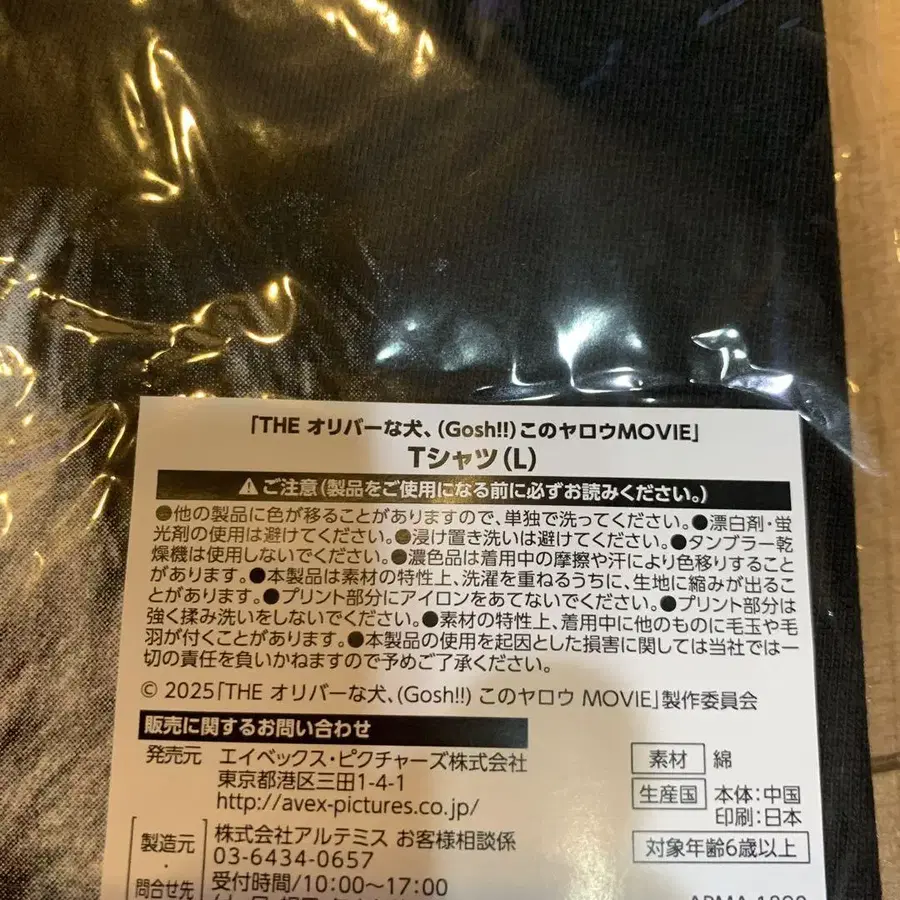 「THE オリバーな犬、(Gosh!!)このヤロウMOVIE」
Tシャツ(L)
⚠ご注意(製品をご使用になる前に必ずお読みください。)
●他の製品に色が移ることがありますので、単独で洗ってください。●漂白剤・蛍
光剤の使用は避けてください。●浸け置き洗いは避けてください。●タンブラー乾
燥機は使用しないでください。●濃色品は着用中の摩擦や汗により色移りすること
があります。●本製品は素材の特性上、洗濯を重ねるうちに、生地に縮みが出るこ
とがあります。●プリント部分にアイロンをあてないでください。●プリント部分は
強く揉み洗いをしないでください。●素材の特性上、着用中に他のものに毛玉や毛
羽が付くことがあります。●本製品の使用を起因とした損害に関しては当社では一
切の責任を負いかねますので予めご了承ください。
© 2025「THE オリバーな犬、(Gosh!!) このヤロウ MOVIE」製作委員会
販売に関するお問い合わせ
発売元 エイベックス・ピクチャーズ株式会社
東京都港区三田1-4-1
http://avex-pictures.co.jp/
製造元・問合せ先
株式会社アルテミス お客様相談係
03-6434-0657
受付時間/10:00〜17:00
素材 綿
生産国 本体:中国
印刷:日本
対象年齢6歳以上